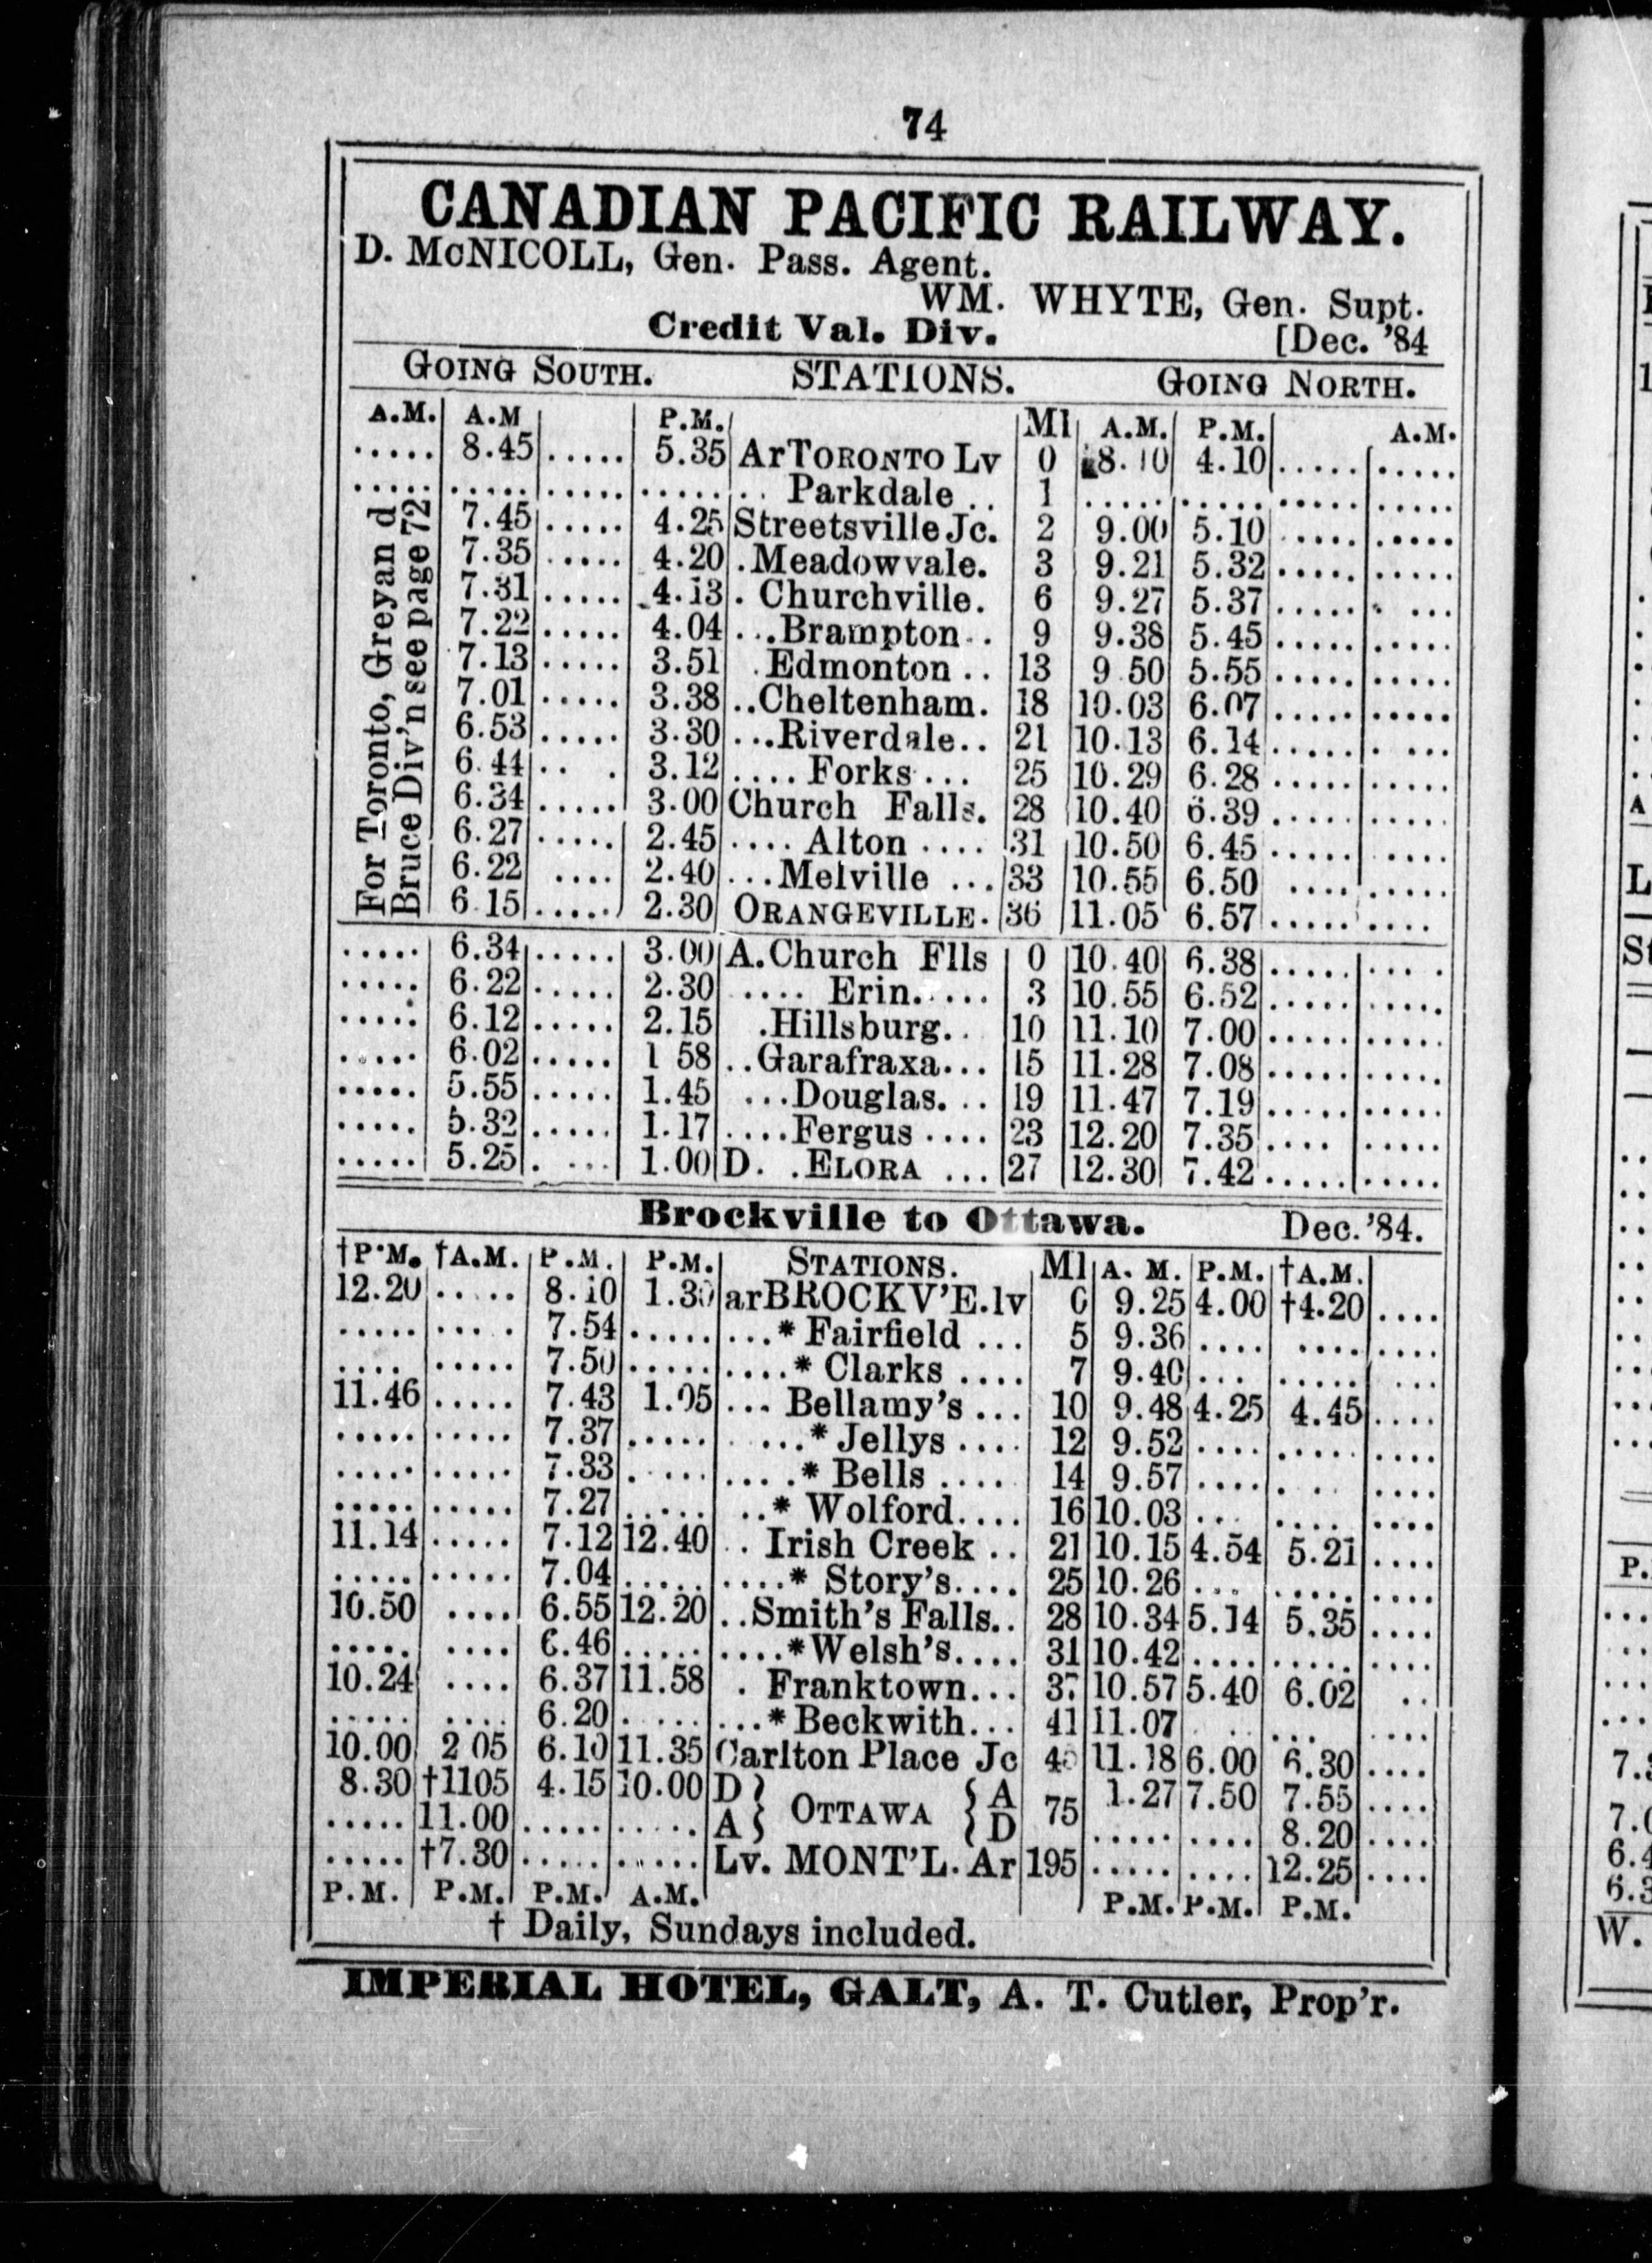 74
CANADIAN PACIFIC RAILWAY.
D. McNICOLL, Gen. Pass. Agent.
WM. WHYTE, Gen. Supt.
Credit Val. Div. [Dec. '84
GOING SOUTH. STATIONS. GOING NORTH.
A.M. A.M P.M. Ml A.M. P.M. A.M.
For Toronto, Greyan d
Bruce Div'n see page 72
..... 8.45 ..... 5.35 Ar TORONTO Lv 0 8.10 4.10 ..... .....
..... ..... ..... ..... .. Parkdale .. 1 ..... ..... ..... .....
7.45 ..... 4.25 Streetsville Jc. 2 9.00 5.10 ..... .....
7.35 ..... 4.20 . Meadowvale. 3 9.21 5.32 ..... .....
7.31 ..... 4.13 . Churchville. 6 9.27 5.37 ..... . ...
7.22 ..... 4.04 ...Brampton.. 9 9.38 5.45 ..... .....
7.13 ..... 3.51 .Edmonton .. 13 9 50 5.55 ..... .....
7.01 ..... 3.38 ..Cheltenham. 18 10.03 6.07 ..... .....
6.53 ..... 3.30 ...Riverdale.. 21 10.13 6.14 ..... . ...
6.44 .. . 3.12 .... Forks ... 25 10.29 6.28 ..... .....
6.34 ..... 3.00 Church Falls. 28 10.40 6.39 ..... .....
6.27 ..... 2.45 .... Alton .... 31 10.50 6.45 ..... ....
6.22 .... 2.40 ...Melville ... 33 10.55 6.50 .... .....
6.15 ..... 2.30 ORANGEVILLE. 36 11.05 6.57 ..... ....
..... 6.34 ..... 3.00 A.Church Flls 0 10.40 6.38 ..... ... .
..... 6.22 ..... 2.30 .... Erin..... 3 10.55 6.52 ..... .....
..... 6.12 ..... 2.15 .Hillsburg.. 10 11.10 7.00 ..... .....
..... 6.02 ..... 1 58 ..Garafraxa... 15 11.28 7.08 ..... .....
..... 5.55 ..... 1.45 ...Douglas. .. 19 11.47 7.19 ..... .....
..... 5.32 ..... 1.17 ....Fergus .... 23 12.20 7.35 .... .....
..... 5.25 . ... 1.00 D. .ELORA ... 27 12.30 7.42 ..... .....
Brockville to Ottawa. Dec. '84.
†P.M. †A.M. P.M. P.M. STATIONS. Ml A. M. P.M. †A.M.
12.20 ..... 8.10 1.30 ar BROCKV'E. lv 0 9.25 4.00 †4.20 ....
..... ..... 7.54 ..... ...* Fairfield ... 5 9.36 .... .... ....
.... ..... 7.50 ..... ....* Clarks .... 7 9.40 ... ..... ...
11.46 ..... 7.43 1.05 ... Bellamy's ... 10 9.48 4.25 4.45 ....
..... ..... 7.37 ..... ...* Jellys .... 12 9.52 .... ..... ....
..... ..... 7.33 ..... ....* Bells .... 14 9.57 .... . .. ....
..... ..... 7.27 ..... ..* Wolford.... 16 10.03 ... .... ....
11.14 ..... 7.12 12.40 .. Irish Creek .. 21 10.15 4.54 5.21 ....
..... ..... 7.04 ..... ....* Story's.... 25 10.26 ... ..... ....
10.50 .... 6.55 12.20 ..Smith's Falls.. 28 10.34 5.14 5.35 ....
..... .... 6.46 ..... ....*Welsh's.... 31 10.42 .... ..... ....
10.24 .... 6.37 11.58 . Franktown... 37 10.57 5.40 6.02 ..
..... .... 6.20 ..... ...*Beckwith... 41 11.07 .. ... ....
10.00 2 05 6.10 11.35 Carlton Place Jc 45 11.18 6.00 6.30 ....
8.30 †1105 4.15 10.00 D } OTTAWA { A 75 1.27 7.50 7.55 ....
..... 11.00 ..... ..... A } { D ..... .... 8.20 ....
..... †7.30 ..... ..... Lv. MONT'L. Ar 195 ..... .... 12.25 ....
P.M. P.M. P.M. A.M. P.M. P.M. P.M.
† Daily, Sundays included.
IMPERIAL HOTEL, GALT, A. T. Cutler, Prop'r.